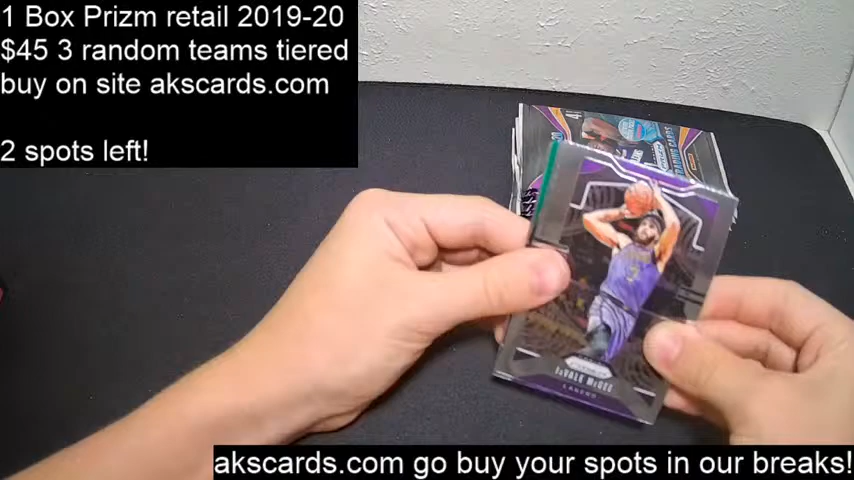 1 Box Prizm retail 2019-20
$45 3 random teams tiered
buy on site akscards.com
2 spots left!
JaVALE McGEE
LAKERS
akscards.com go buy your spots in our breaks!